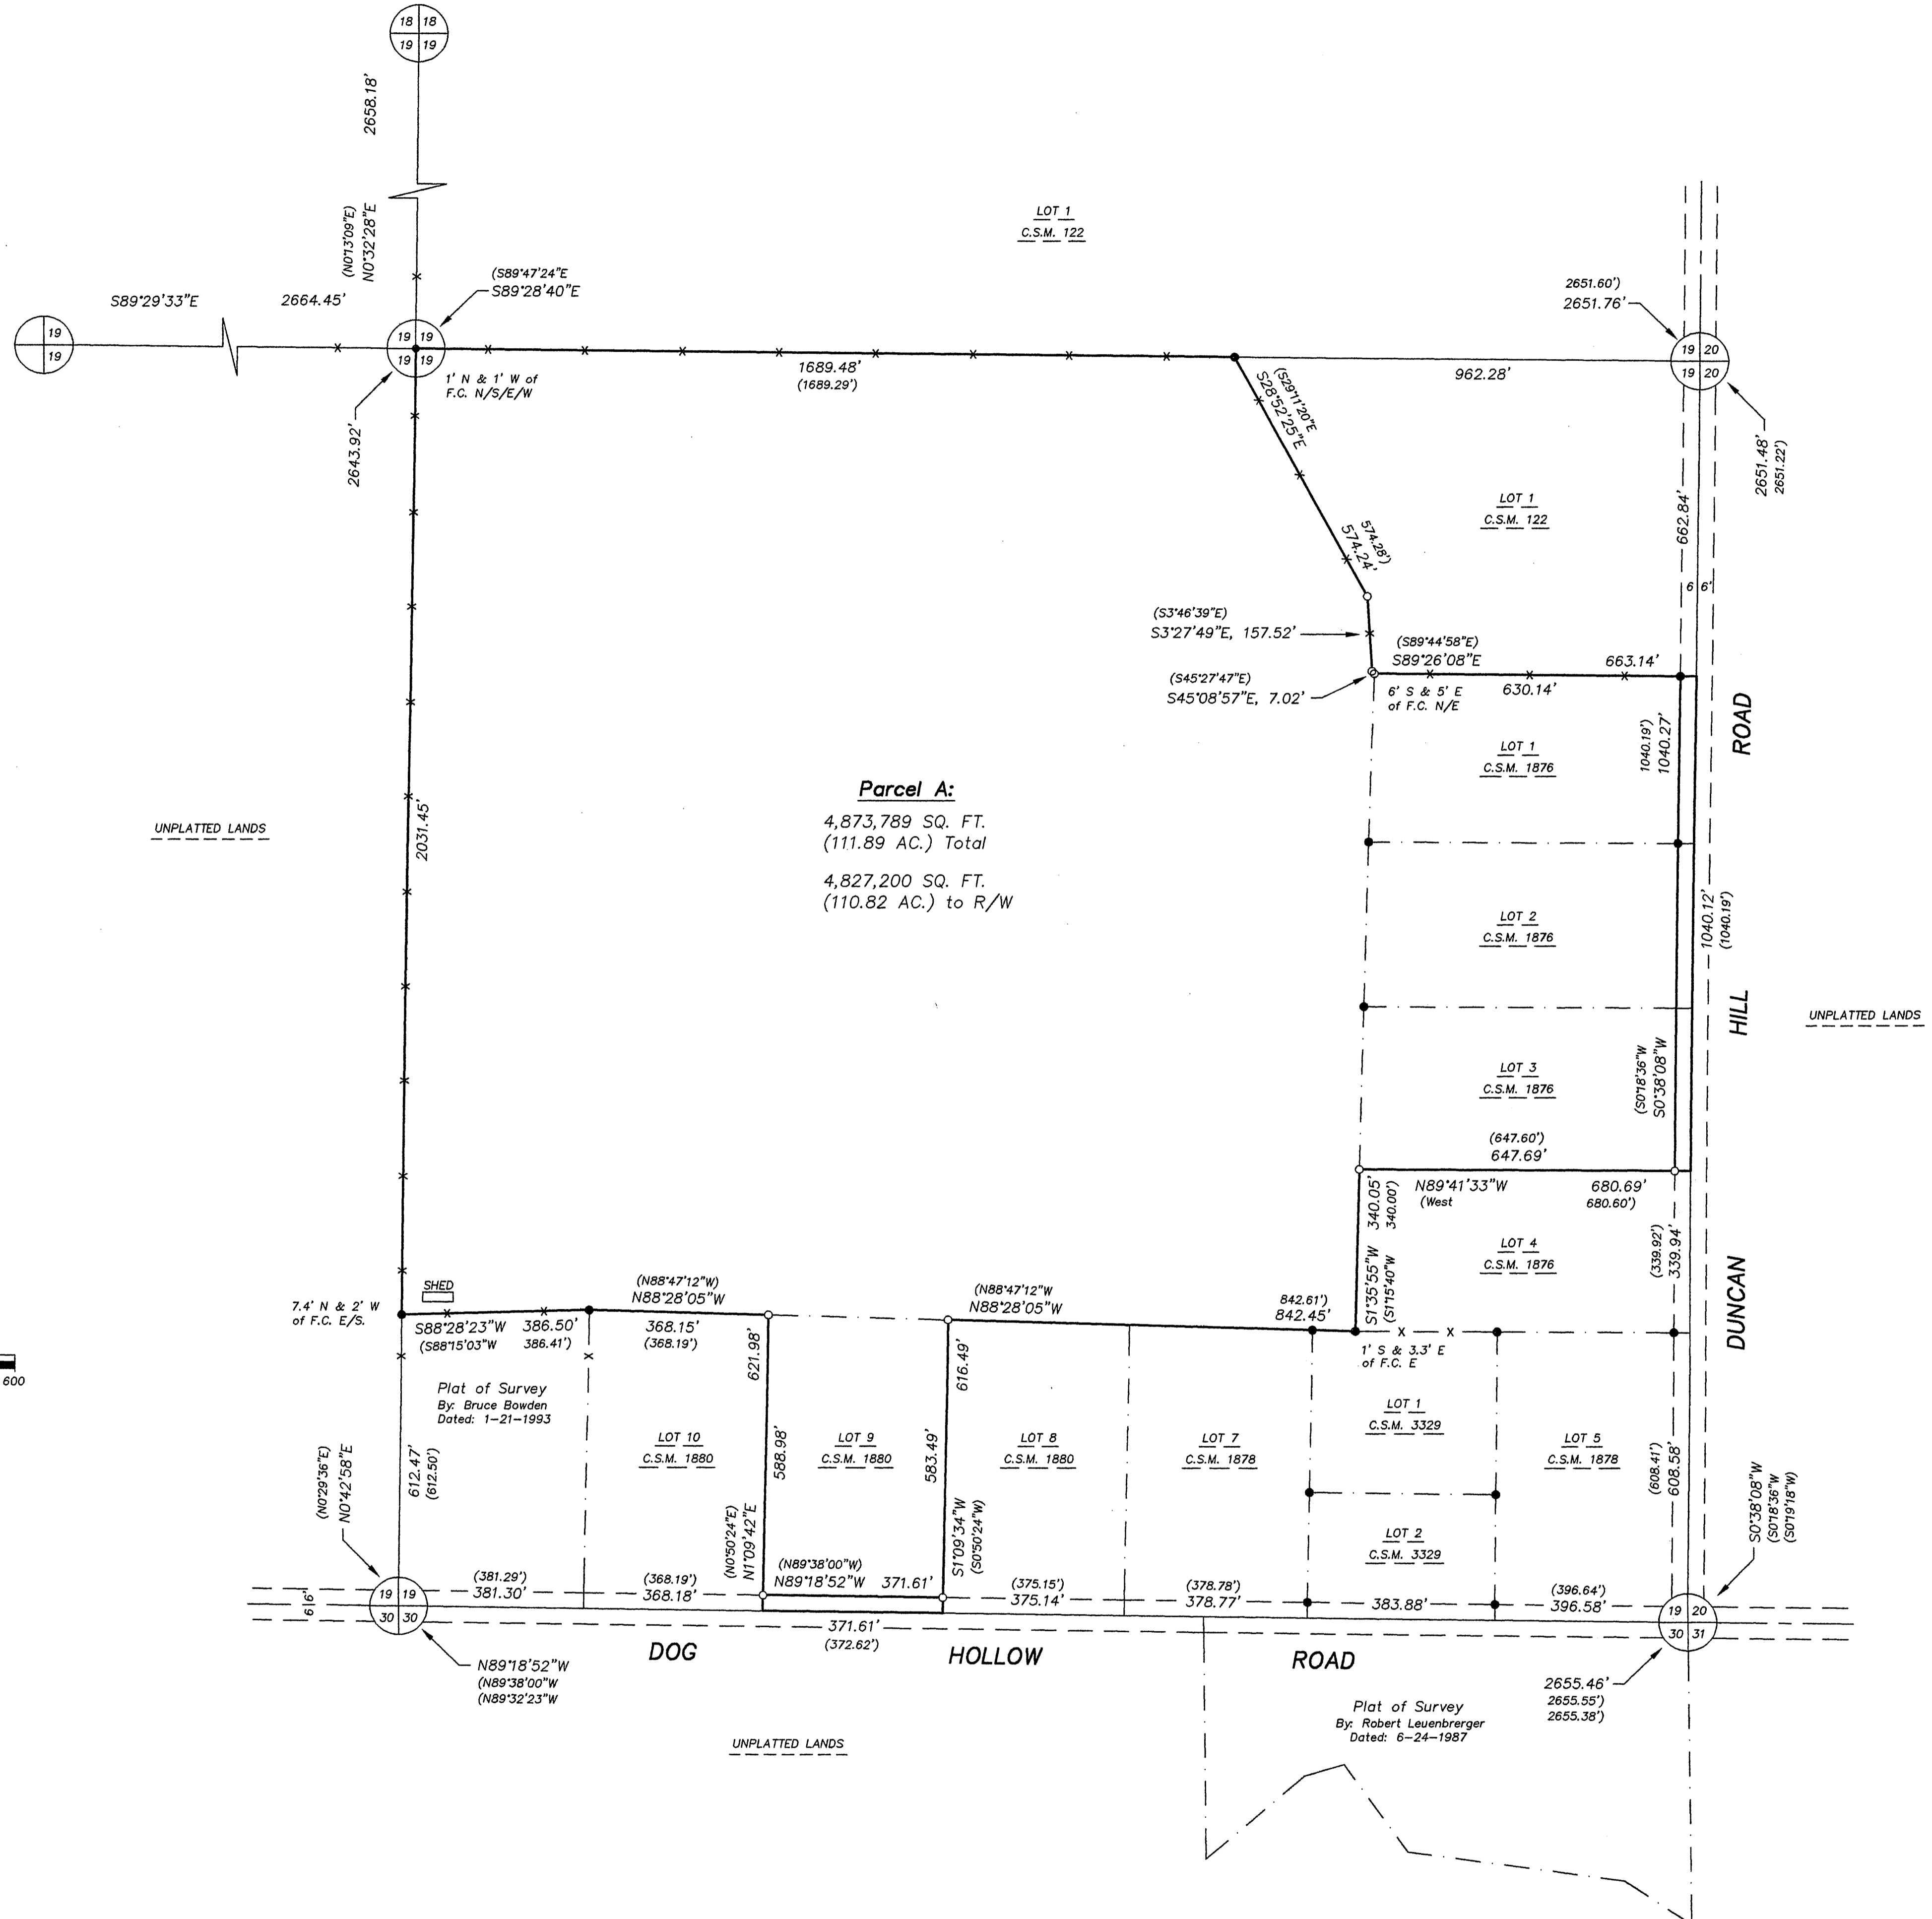 18 18
19 19
2658.18'
(N0°13'09"E)
N0°32'28"E
LOT 1
C.S.M. 122
(S89°47'24"E
S89°28'40"E
S89°29'33"E 2664.45'
2651.60')
2651.76'
19
19
19 19
19 19
19 20
19 20
1' N & 1' W of
F.C. N/S/E/W
1689.48'
(1689.29')
962.28'
2643.92'
(S29°11'20"E
S28°52'25"E
574.28')
574.24'
2651.48'
2651.22')
LOT 1
C.S.M. 122
662.84'
6 6'
(S3°46'39"E)
S3°27'49"E, 157.52'
(S89°44'58"E)
S89°26'08"E 663.14'
(S45°27'47"E)
S45°08'57"E, 7.02'
6' S & 5' E
of F.C. N/E
630.14'
ROAD
1040.19')
1040.27'
LOT 1
C.S.M. 1876
Parcel A:
4,873,789 SQ. FT.
(111.89 AC.) Total
4,827,200 SQ. FT.
(110.82 AC.) to R/W
UNPLATTED LANDS
2031.45'
LOT 2
C.S.M. 1876
1040.12'
(1040.19')
HILL
UNPLATTED LANDS
LOT 3
C.S.M. 1876
(S0°18'36"W
S0°38'08"W
(647.60')
647.69'
N89°41'33"W 680.69'
(West 680.60')
S1°35'55"W 340.05'
(S1°15'40"W 340.00')
LOT 4
C.S.M. 1876
(339.92')
339.94'
DUNCAN
SHED
7.4' N & 2' W
of F.C. E/S.
S88°28'23"W 386.50'
(S88°15'03"W 386.41')
(N88°47'12"W)
N88°28'05"W
368.15'
(368.19')
(N88°47'12"W
N88°28'05"W
842.61')
842.45'
1' S & 3.3' E
of F.C. E
621.98'
616.49'
600
Plat of Survey
By: Bruce Bowden
Dated: 1-21-1993
LOT 10
C.S.M. 1880
LOT 9
C.S.M. 1880
LOT 8
C.S.M. 1880
LOT 7
C.S.M. 1878
LOT 1
C.S.M. 3329
LOT 5
C.S.M. 1878
588.98'
583.49'
(N0°29'36"E)
N0°42'58"E
612.47'
(612.50')
(608.41')
608.58'
S0°38'08"W
(S0°18'36"W
(S0°19'18"W)
(N0°50'24"E)
N1°09'42"E
S1°09'34"W
(S0°50'24"W)
LOT 2
C.S.M. 3329
(N89°38'00"W)
N89°18'52"W 371.61'
(381.29')
381.30'
(368.19')
368.18'
(375.15')
375.14'
(378.78')
378.77'
383.88'
(396.64')
396.58'
6 6'
19 19
30 30
19 20
30 31
371.61'
(372.62')
DOG HOLLOW ROAD
N89°18'52"W
(N89°38'00"W
(N89°32'23"W
2655.46'
2655.55')
2655.38')
Plat of Survey
By: Robert Leuenbrerger
Dated: 6-24-1987
UNPLATTED LANDS